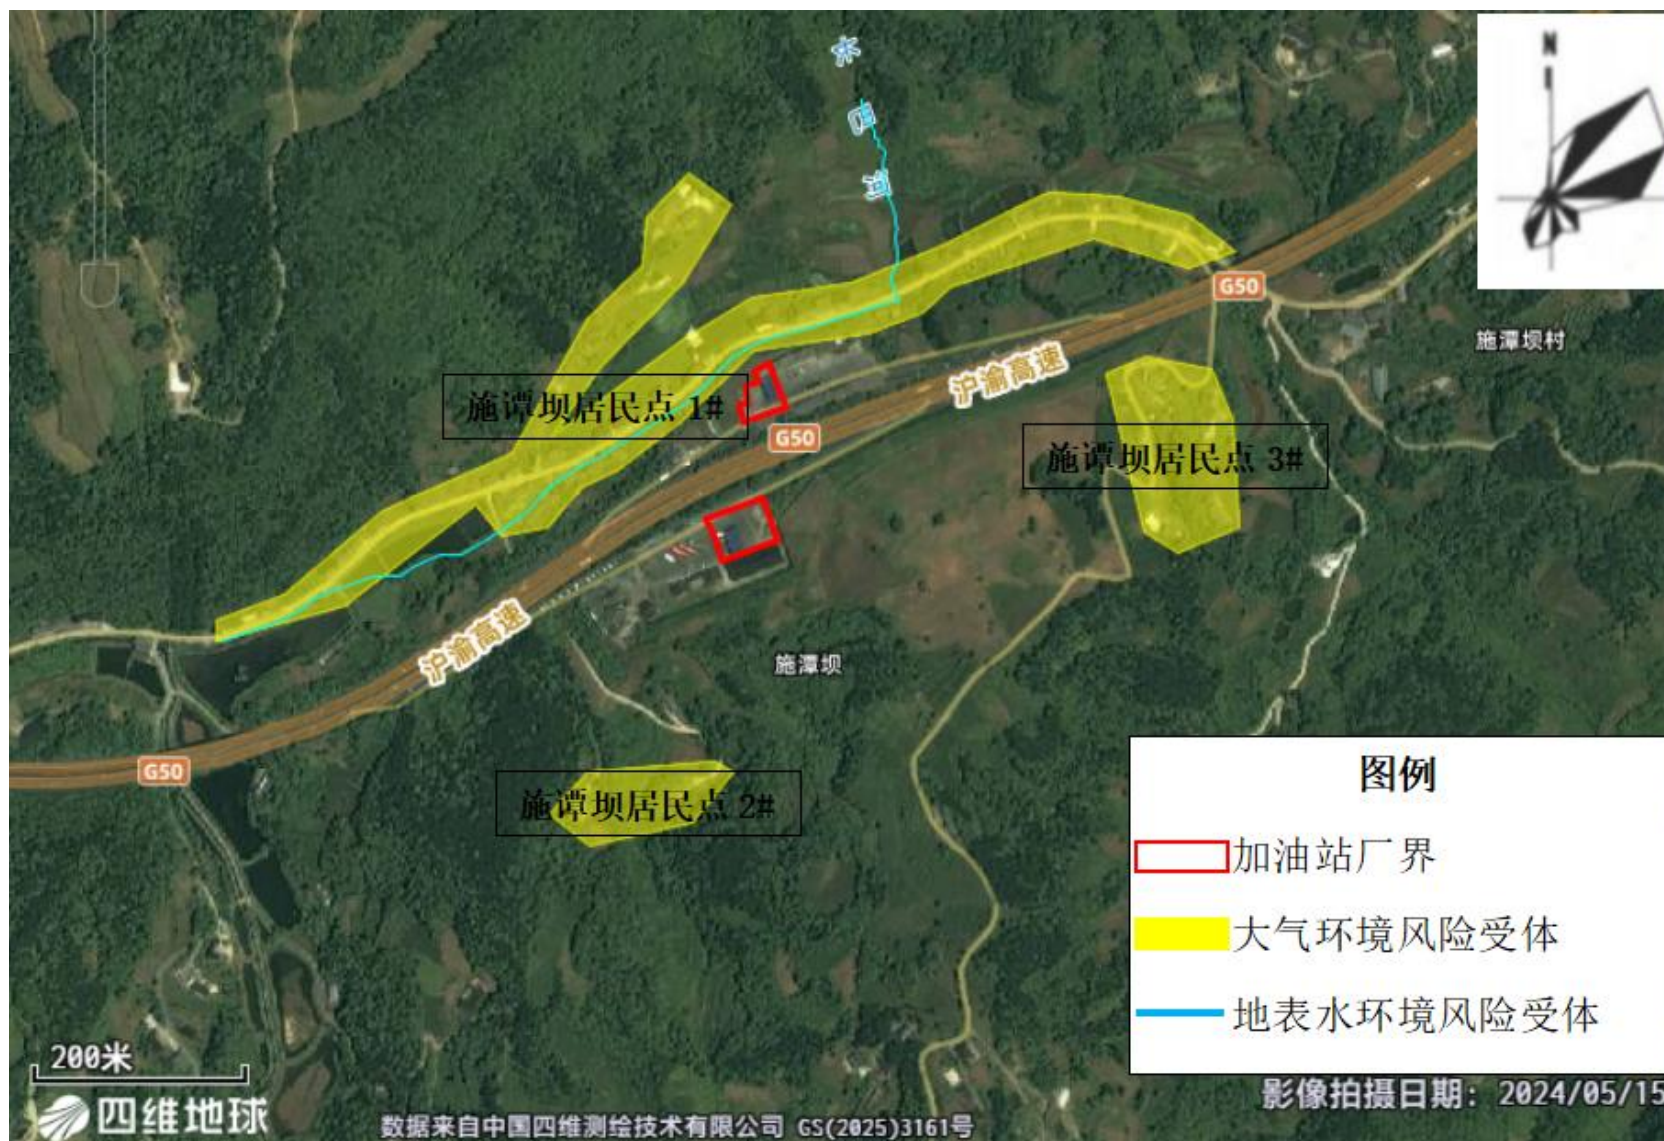 N
水
河
G50
施潭坝村
沪渝高速
施谭坝居民点 1#
G50
施谭坝居民点 3#
沪渝高速
施潭坝
G50
施谭坝居民点 2#
图例
加油站厂界
大气环境风险受体
地表水环境风险受体
200米
四维地球
数据来自中国四维测绘技术有限公司 GS(2025)3161号
影像拍摄日期：2024/05/15